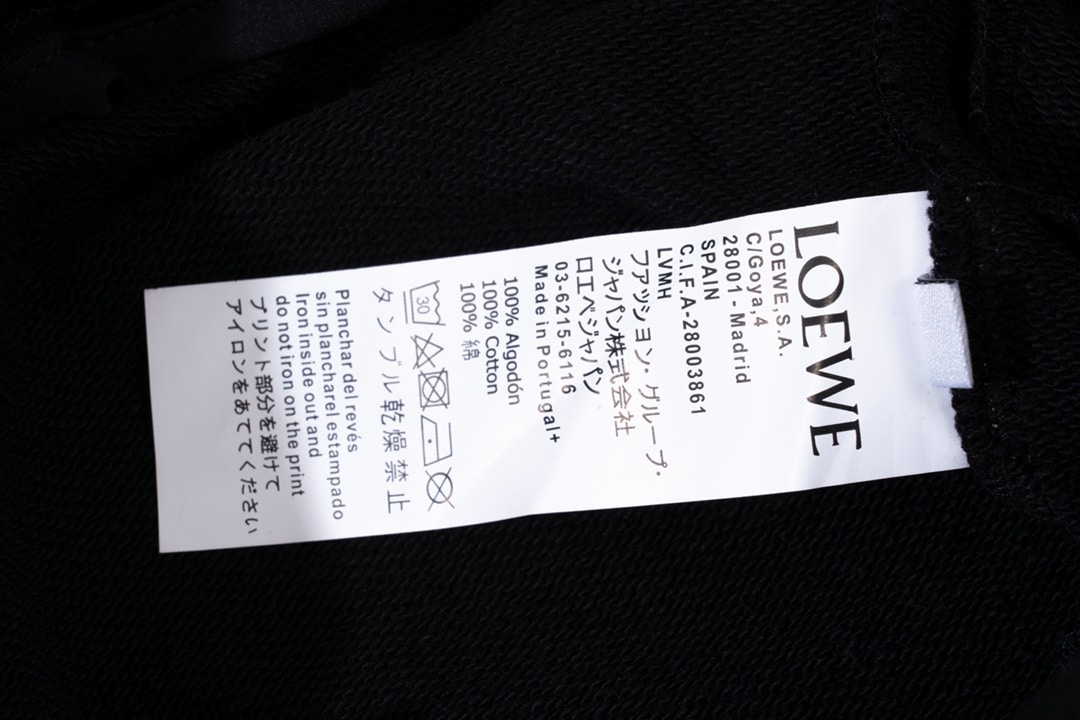 LOEWE
LOEWE,S.A.
C/Goya,4
28001 - Madrid
SPAIN
C.I.F.A-28003861
LVMH
ファッション・グループ・
ジャパン株式会社
ロエベジャパン
03-6215-6116
Made in Portugal+
100% Algodón
100% Cotton
100% 綿
30
タンブル乾燥禁止
Planchar del revés
sin plancharel estampado
Iron inside out and
do not iron on the print
プリント部分を避けて
アイロンをあててください